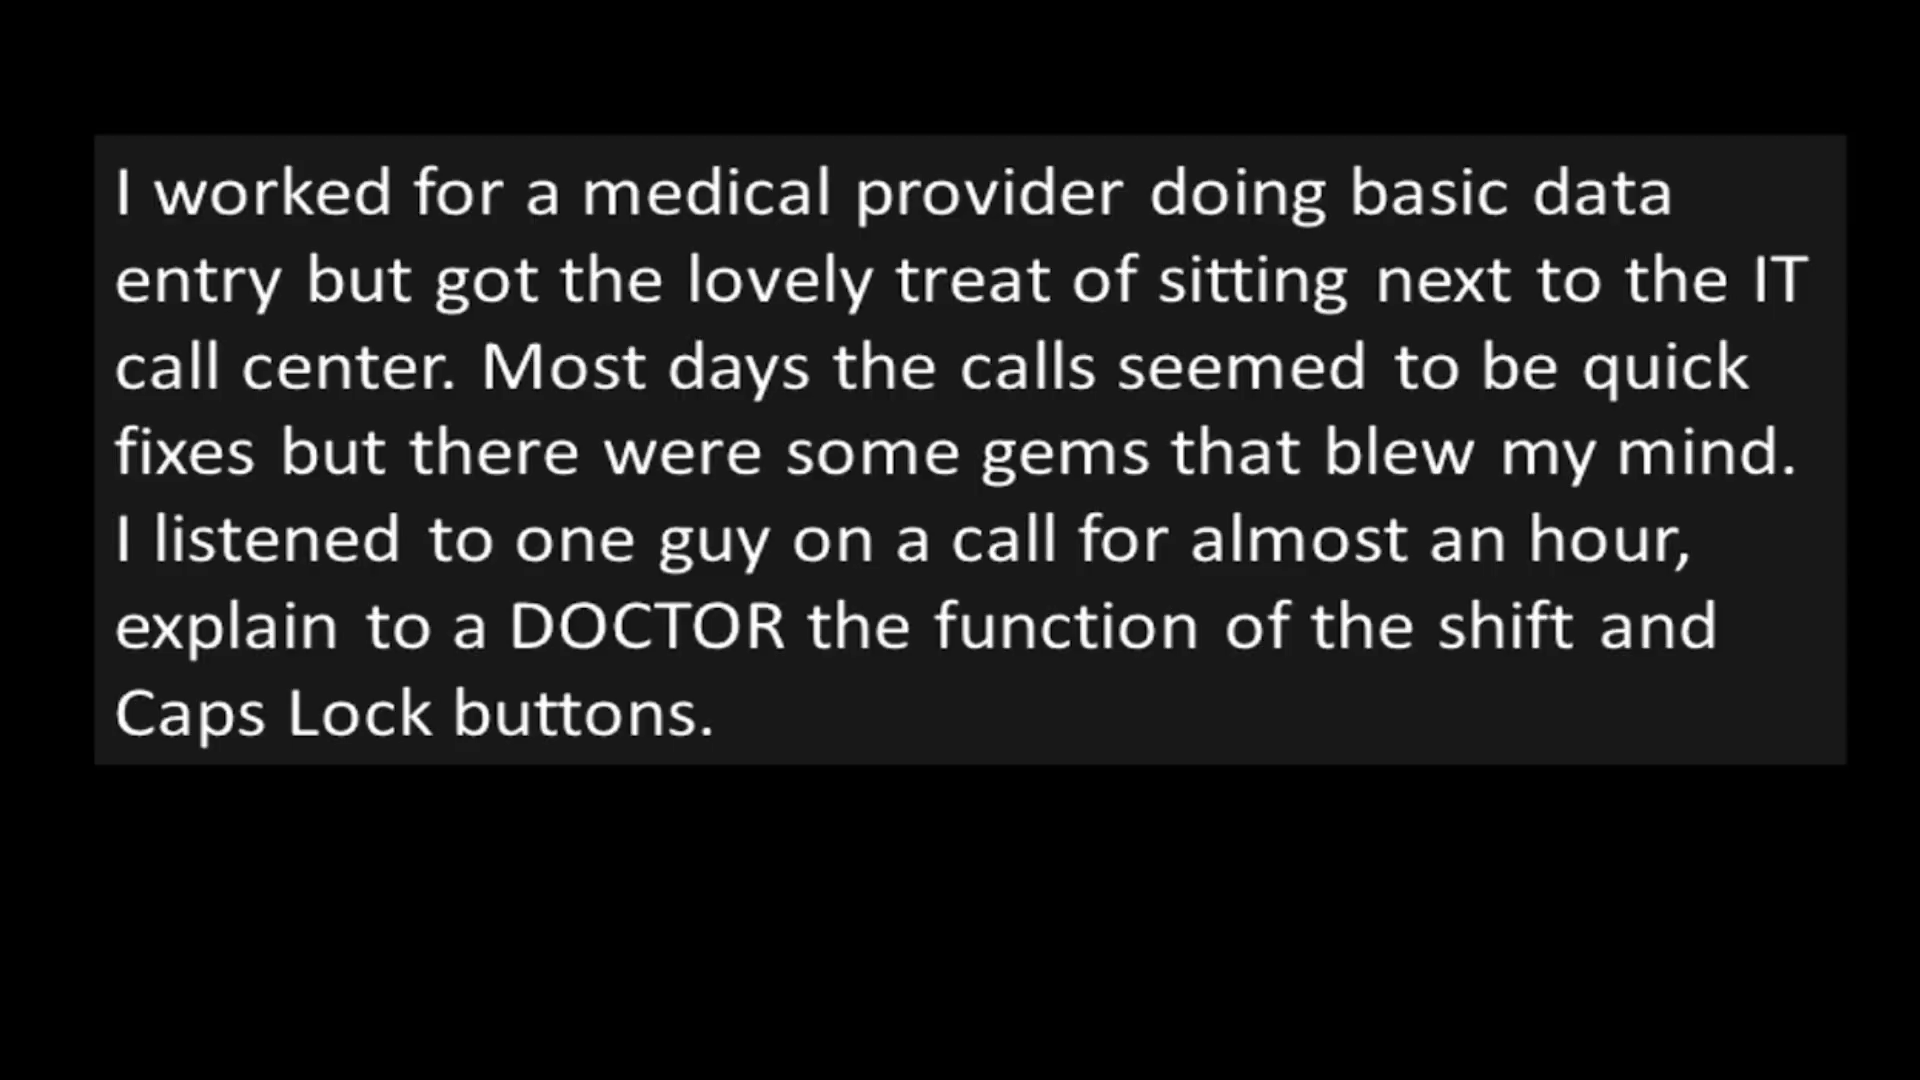 I worked for a medical provider doing basic data
entry but got the lovely treat of sitting next to the IT
call center. Most days the calls seemed to be quick
fixes but there were some gems that blew my mind.
I listened to one guy on a call for almost an hour,
explain to a DOCTOR the function of the shift and
Caps Lock buttons.